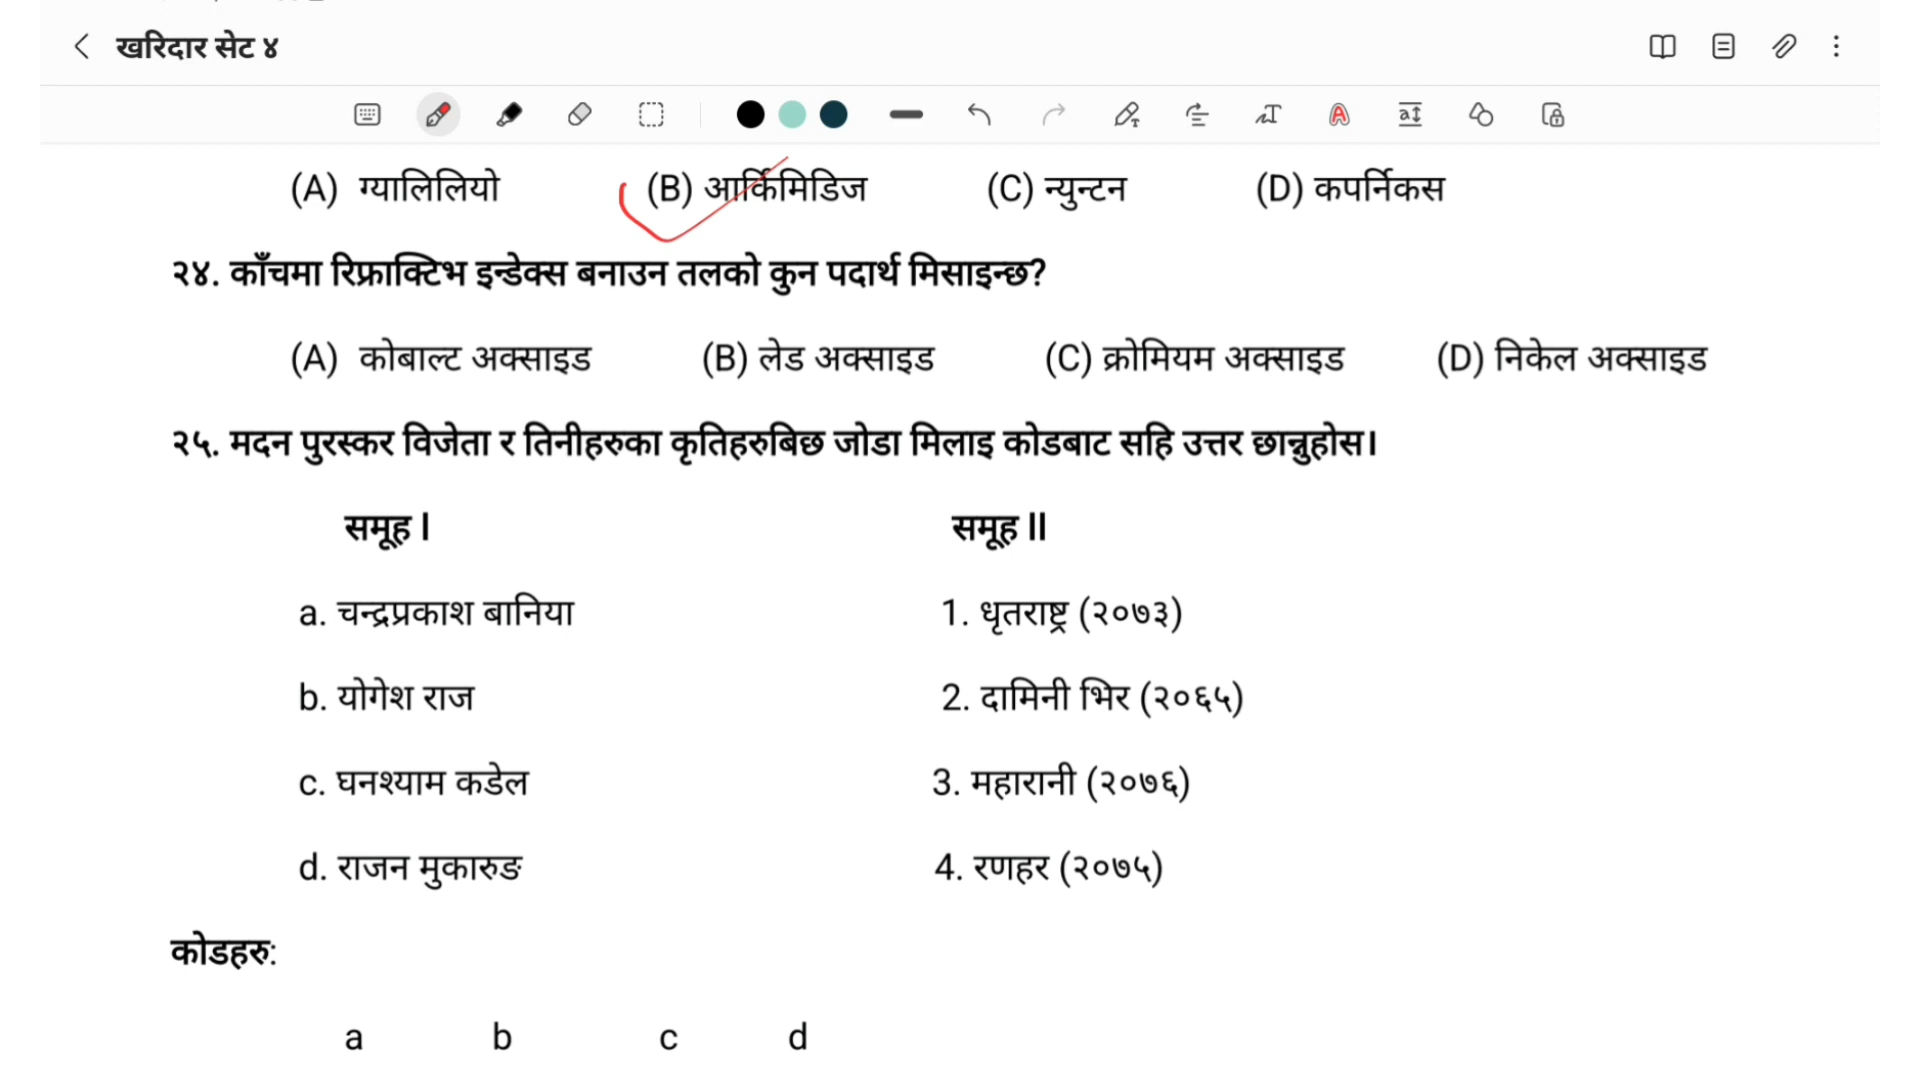 खरिदार सेट ४
(A) ग्यालिलियो (B) आर्किमिडिज (C) न्युन्टन (D) कपर्निकस
२४. काँचमा रिफ्राक्टिभ इन्डेक्स बनाउन तलको कुन पदार्थ मिसाइन्छ?
(A) कोबाल्ट अक्साइड (B) लेड अक्साइड (C) क्रोमियम अक्साइड (D) निकेल अक्साइड
२५. मदन पुरस्कर विजेता र तिनीहरुका कृतिहरुबिछ जोडा मिलाइ कोडबाट सहि उत्तर छान्नुहोस।
समूह I समूह II
a. चन्द्रप्रकाश बानिया 1. धृतराष्ट्र (२०७३)
b. योगेश राज 2. दामिनी भिर (२०६५)
c. घनश्याम कडेल 3. महारानी (२०७६)
d. राजन मुकारुङ 4. रणहर (२०७५)
कोडहरु:
a b c d